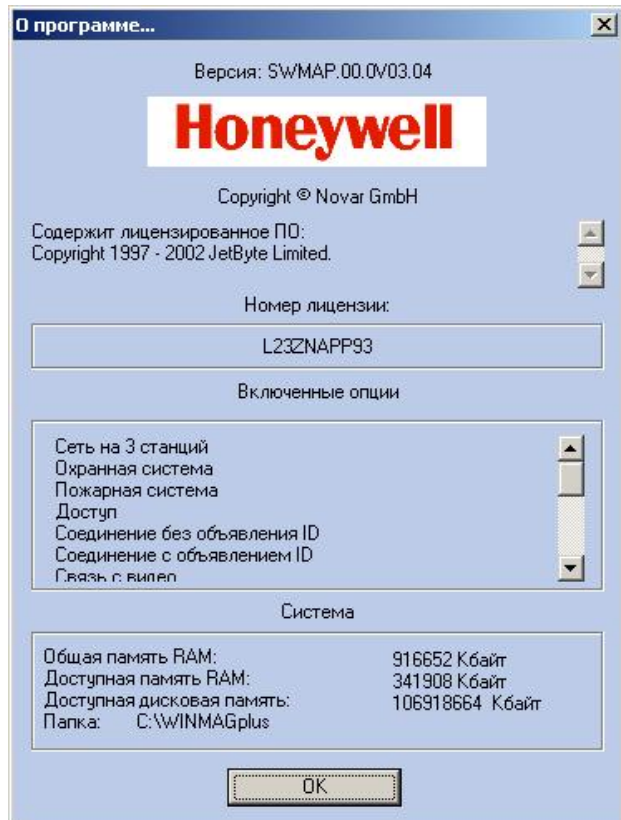 О программе...
Версия: SWMAP.00.0V03.04
Honeywell
Copyright © Novar GmbH
Содержит лицензированное ПО:
Copyright 1997 - 2002 JetByte Limited.
Номер лицензии:
L23ZNAPP93
Включенные опции
Сеть на 3 станций
Охранная система
Пожарная система
Доступ
Соединение без объявления ID
Соединение с объявлением ID
Связь с видео
Система
Общая память RAM: 916652 Кбайт
Доступная память RAM: 341908 Кбайт
Доступная дисковая память: 106918664 Кбайт
Папка: C:\WINMAGplus
OK